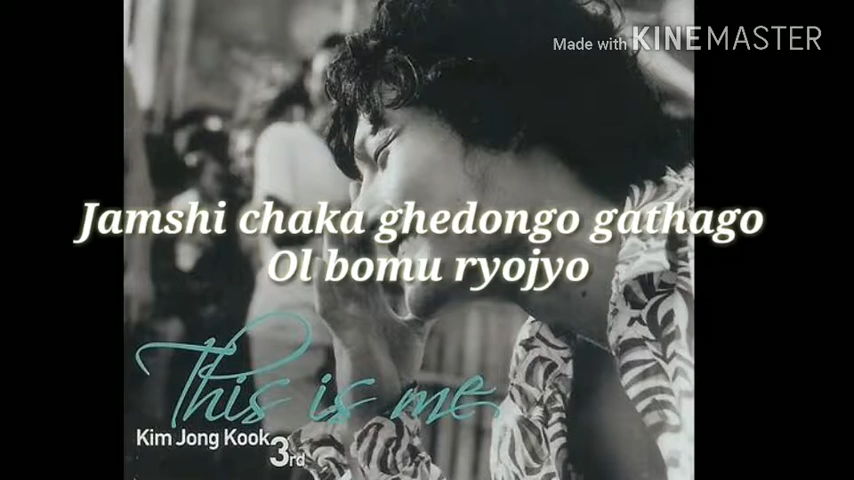 Made with KINEMASTER
Jamshi chaka ghedongo gathago
Ol bomu ryojyo
This is me
Kim Jong Kook 3rd